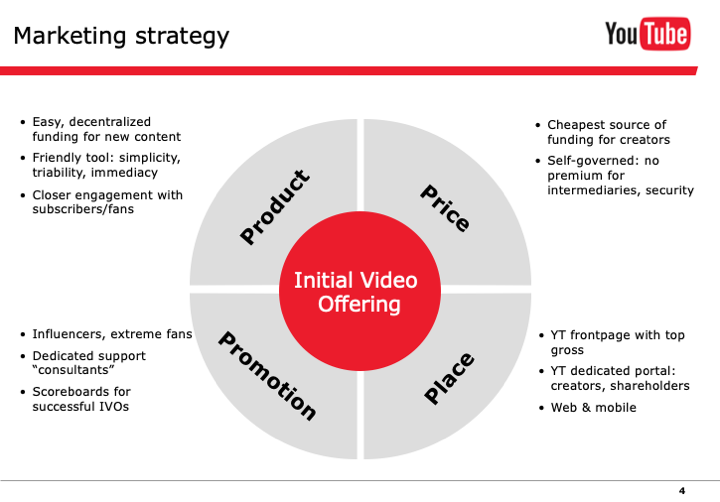 Marketing strategy
YouTube
• Easy, decentralized
funding for new content
• Friendly tool: simplicity,
triability, immediacy
• Closer engagement with
subscribers/fans
• Cheapest source of
funding for creators
• Self-governed: no
premium for
intermediaries, security
Product
Price
Initial Video
Offering
Promotion
Place
• Influencers, extreme fans
• Dedicated support
“consultants”
• Scoreboards for
successful IVOs
• YT frontpage with top
gross
• YT dedicated portal:
creators, shareholders
• Web & mobile
4